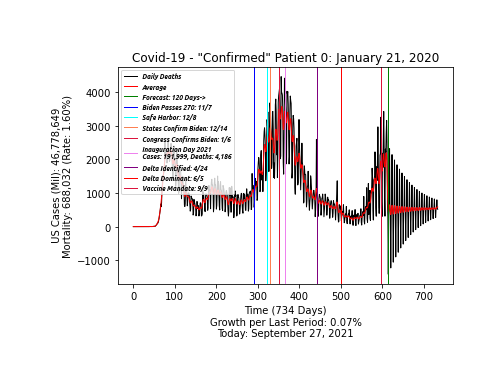 Covid-19 - "Confirmed" Patient 0: January 21, 2020
US Cases (Mil): 46,778,649
Mortality: 688,032 (Rate: 1.60%)
4000
3000
2000
1000
0
−1000
Daily Deaths
Average
Forecast: 120 Days->
Biden Passes 270: 11/7
Safe Harbor: 12/8
States Confirm Biden: 12/14
Congress Confirms Biden: 1/6
Inauguration Day 2021
Cases: 191,999, Deaths: 4,186
Delta Identified: 4/24
Delta Dominant: 6/5
Vaccine Mandate: 9/9
0 100 200 300 400 500 600 700
Time (734 Days)
Growth per Last Period: 0.07%
Today: September 27, 2021